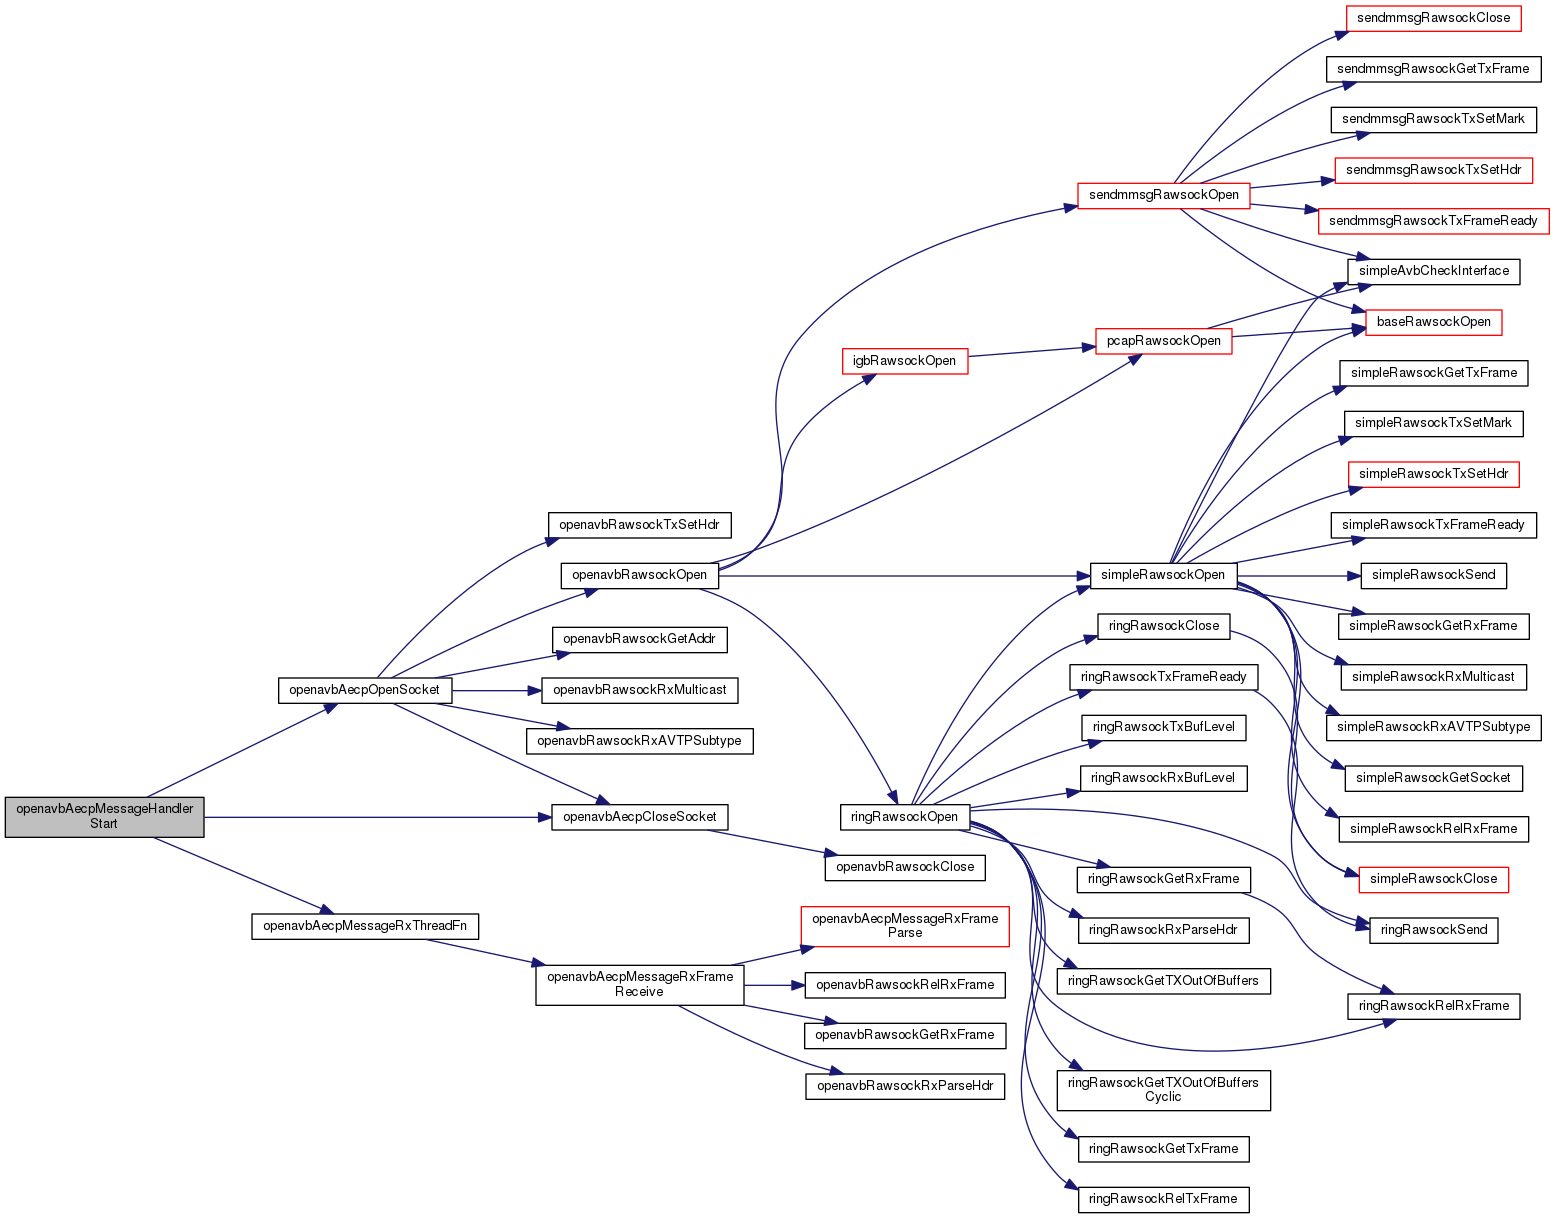 openavbAecpMessageHandler
Start
openavbAecpOpenSocket
openavbAecpMessageRxThreadFn
openavbRawsockTxSetHdr
openavbRawsockOpen
openavbRawsockGetAddr
openavbRawsockRxMulticast
openavbRawsockRxAVTPSubtype
openavbAecpCloseSocket
openavbAecpMessageRxFrame
Receive
igbRawsockOpen
ringRawsockOpen
openavbRawsockClose
openavbAecpMessageRxFrame
Parse
openavbRawsockRelRxFrame
openavbRawsockGetRxFrame
openavbRawsockRxParseHdr
sendmmsgRawsockOpen
pcapRawsockOpen
simpleRawsockOpen
ringRawsockClose
ringRawsockTxFrameReady
ringRawsockTxBufLevel
ringRawsockRxBufLevel
ringRawsockGetRxFrame
ringRawsockRxParseHdr
ringRawsockGetTXOutOfBuffers
ringRawsockGetTXOutOfBuffers
Cyclic
ringRawsockGetTxFrame
ringRawsockRelTxFrame
sendmmsgRawsockClose
sendmmsgRawsockGetTxFrame
sendmmsgRawsockTxSetMark
sendmmsgRawsockTxSetHdr
sendmmsgRawsockTxFrameReady
simpleAvbCheckInterface
baseRawsockOpen
simpleRawsockGetTxFrame
simpleRawsockTxSetMark
simpleRawsockTxSetHdr
simpleRawsockTxFrameReady
simpleRawsockSend
simpleRawsockGetRxFrame
simpleRawsockRxMulticast
simpleRawsockRxAVTPSubtype
simpleRawsockGetSocket
simpleRawsockRelRxFrame
simpleRawsockClose
ringRawsockSend
ringRawsockRelRxFrame